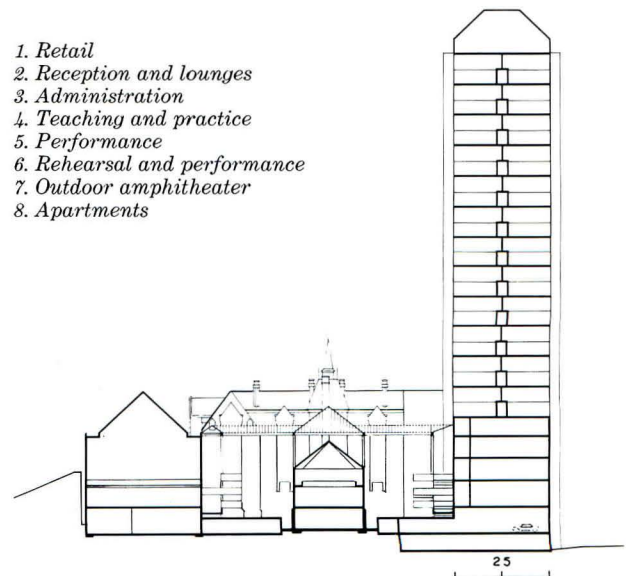 1. Retail
2. Reception and lounges
3. Administration
4. Teaching and practice
5. Performance
6. Rehearsal and performance
7. Outdoor amphitheater
8. Apartments
25